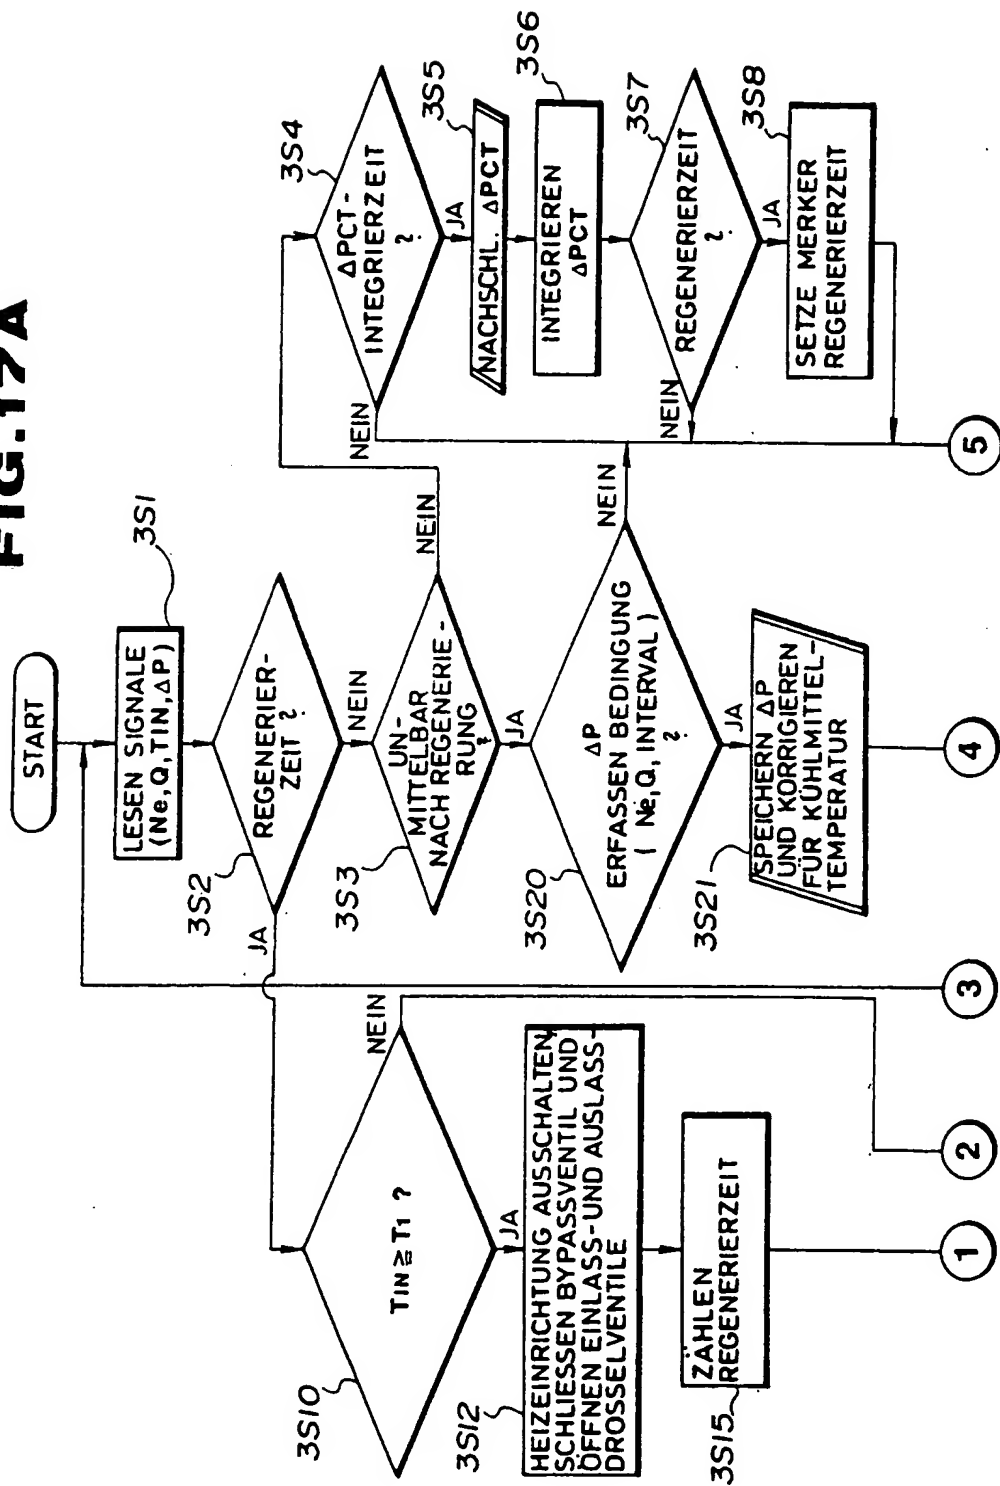 FIG.17A
START
LESEN SIGNALE
(Ne,Q,TIN,ΔP)
3S1
REGENERIER-
ZEIT ?
3S2
JA
NEIN
UN-
MITTELBAR
NACH REGENERIE-
RUNG
?
3S3
NEIN
JA
ΔPCT-
INTEGRIERZEIT
?
3S4
NEIN
JA
NACHSCHL. ΔPCT
3S5
INTEGRIEREN
ΔPCT
3S6
REGENERIERZEIT
?
3S7
NEIN
JA
SETZE MERKER
REGENERIERZEIT
3S8
TIN ≧ T1 ?
3S10
NEIN
JA
HEIZEINRICHTUNG AUSSCHALTEN,
SCHLIESSEN BYPASSVENTIL UND
ÖFFNEN EINLASS- UND AUSLASS-
DROSSELVENTILE
3S12
ZÄHLEN
REGENERIERZEIT
3S15
ΔP
ERFASSEN BEDINGUNG
( Ne,Q, INTERVAL )
?
3S20
NEIN
JA
SPEICHERN ΔP
ÜND KORRIGIEREN
FÜR KÜHLMITTEL-
TEMPERATUR
3S21
1
2
3
4
5